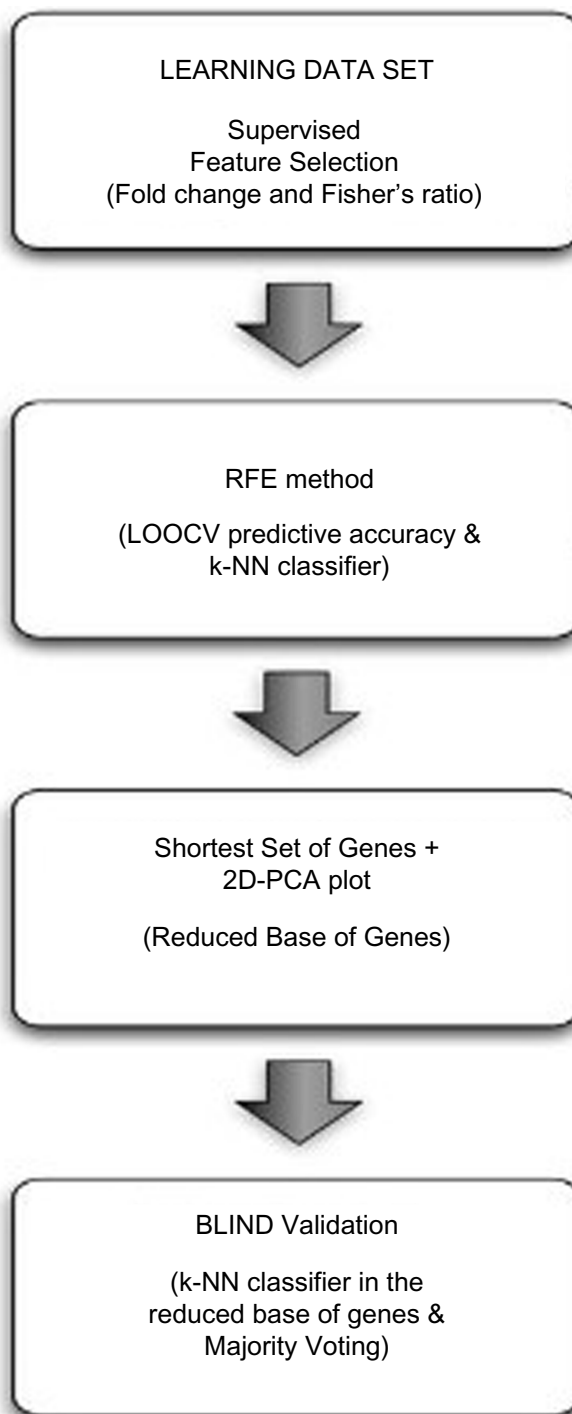 LEARNING DATA SET
Supervised
Feature Selection
(Fold change and Fisher’s ratio)
RFE method
(LOOCV predictive accuracy &
k-NN classifier)
Shortest Set of Genes +
2D-PCA plot
(Reduced Base of Genes)
BLIND Validation
(k-NN classifier in the
reduced base of genes &
Majority Voting)